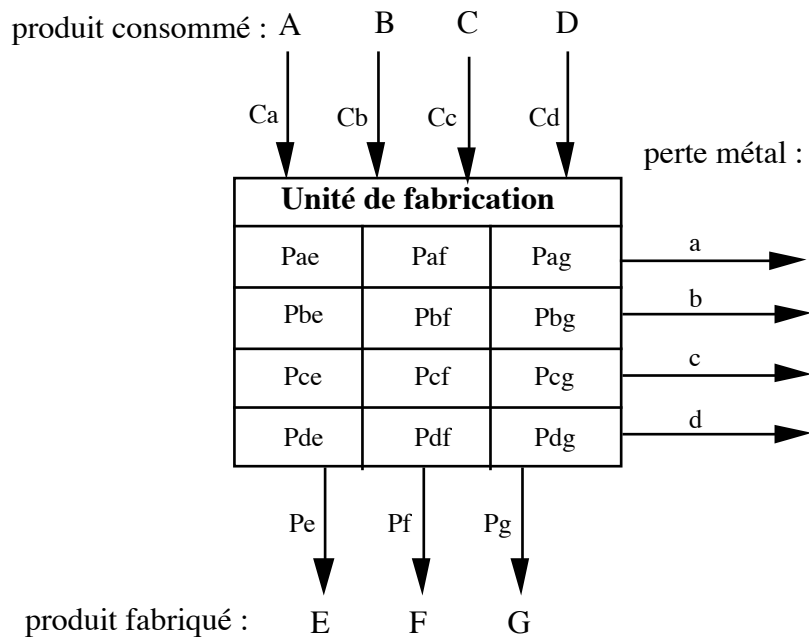 produit consommé : A B C D
Ca Cb Cc Cd
perte métal :
Unité de fabrication
Pae Paf Pag a
Pbe Pbf Pbg b
Pce Pcf Pcg c
Pde Pdf Pdg d
Pe Pf Pg
produit fabriqué : E F G